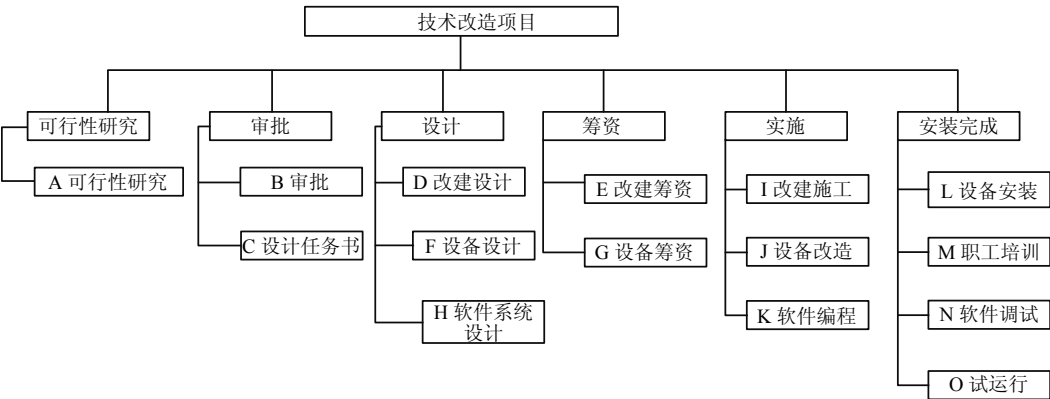 技术改造项目
可行性研究
审批
设计
筹资
实施
安装完成
A 可行性研究
B 审批
C 设计任务书
D 改建设计
F 设备设计
H 软件系统
设计
E 改建筹资
G 设备筹资
I 改建施工
J 设备改造
K 软件编程
L 设备安装
M 职工培训
N 软件调试
O 试运行